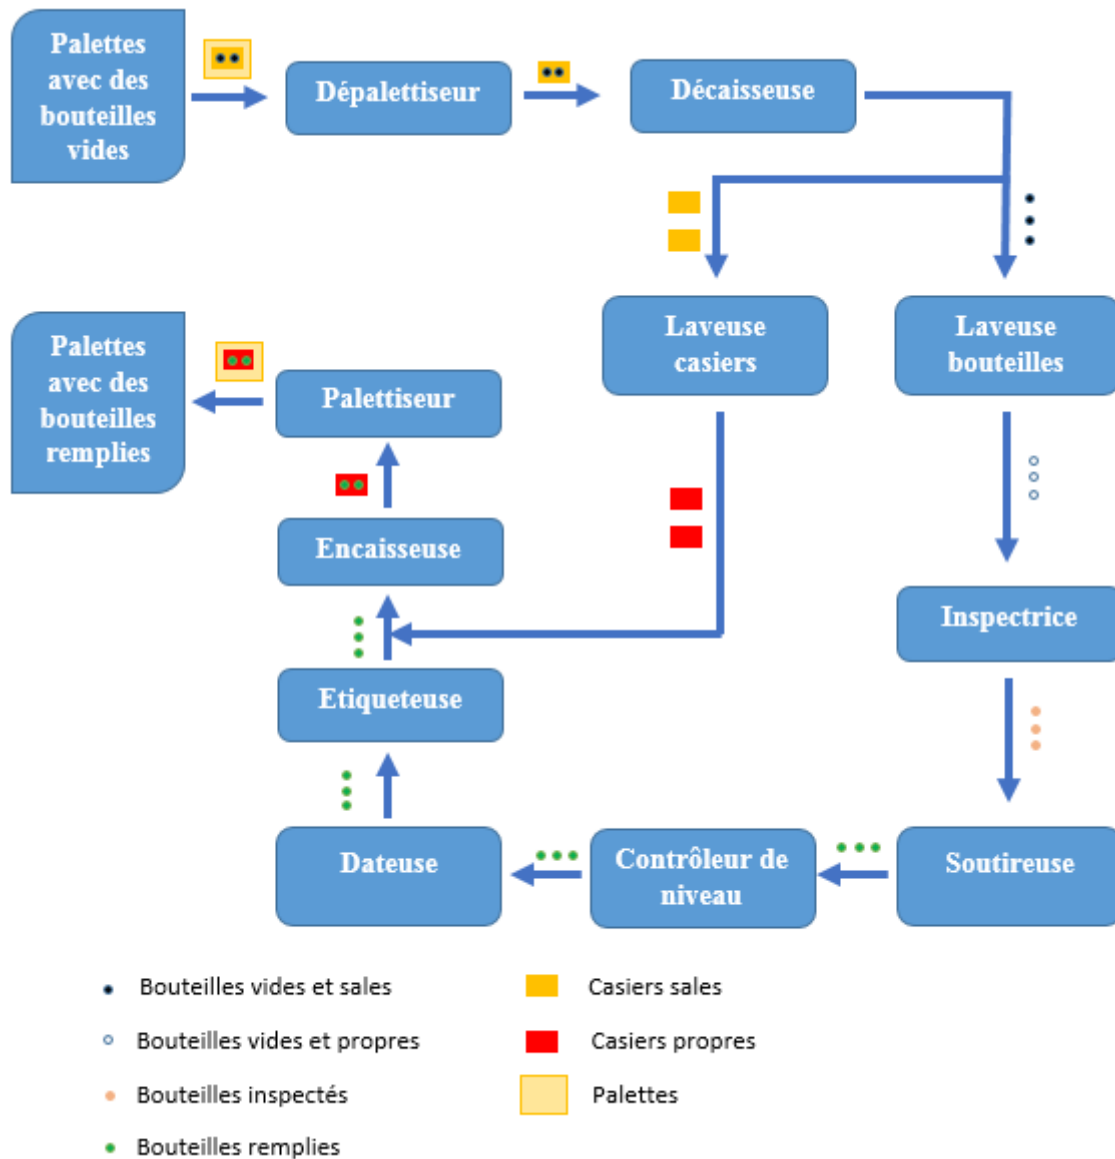 Palettes
avec des
bouteilles
vides
Dépalettiseur
Décaisseuse
Laveuse
casiers
Laveuse
bouteilles
Palettes
avec des
bouteilles
remplies
Palettiseur
Encaisseuse
Inspectrice
Etiqueteuse
Dateuse
Contrôleur de
niveau
Soutireuse
Bouteilles vides et sales
Casiers sales
Bouteilles vides et propres
Casiers propres
Bouteilles inspectés
Palettes
Bouteilles remplies